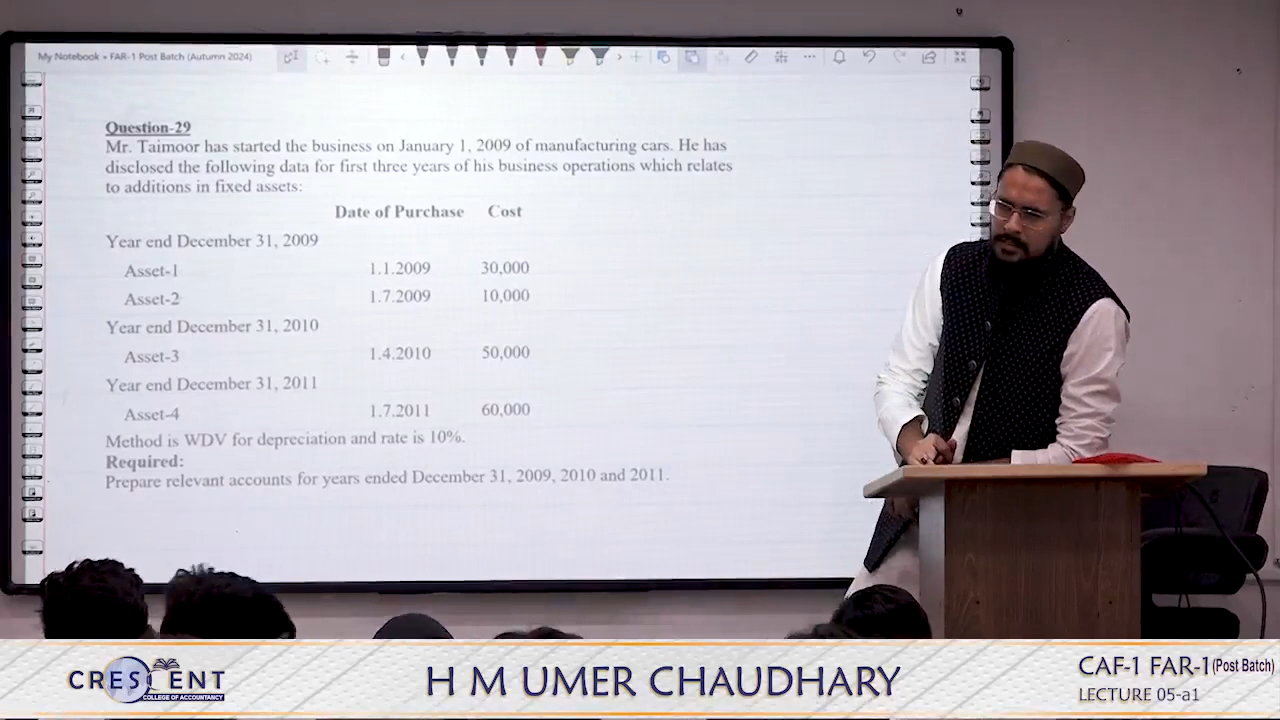 My Notebook » FAR-1 Post Batch (Autumn 2024)
Question-29
Mr. Taimoor has started the business on January 1, 2009 of manufacturing cars. He has
disclosed the following data for first three years of his business operations which relates
to additions in fixed assets:
Date of Purchase Cost
Year end December 31, 2009
Asset-1 1.1.2009 30,000
Asset-2 1.7.2009 10,000
Year end December 31, 2010
Asset-3 1.4.2010 50,000
Year end December 31, 2011
Asset-4 1.7.2011 60,000
Method is WDV for depreciation and rate is 10%.
Required:
Prepare relevant accounts for years ended December 31, 2009, 2010 and 2011.
CRESCENT
COLLEGE OF ACCOUNTANCY
H M UMER CHAUDHARY
CAF-1 FAR-1 (Post Batch)
LECTURE 05-a1